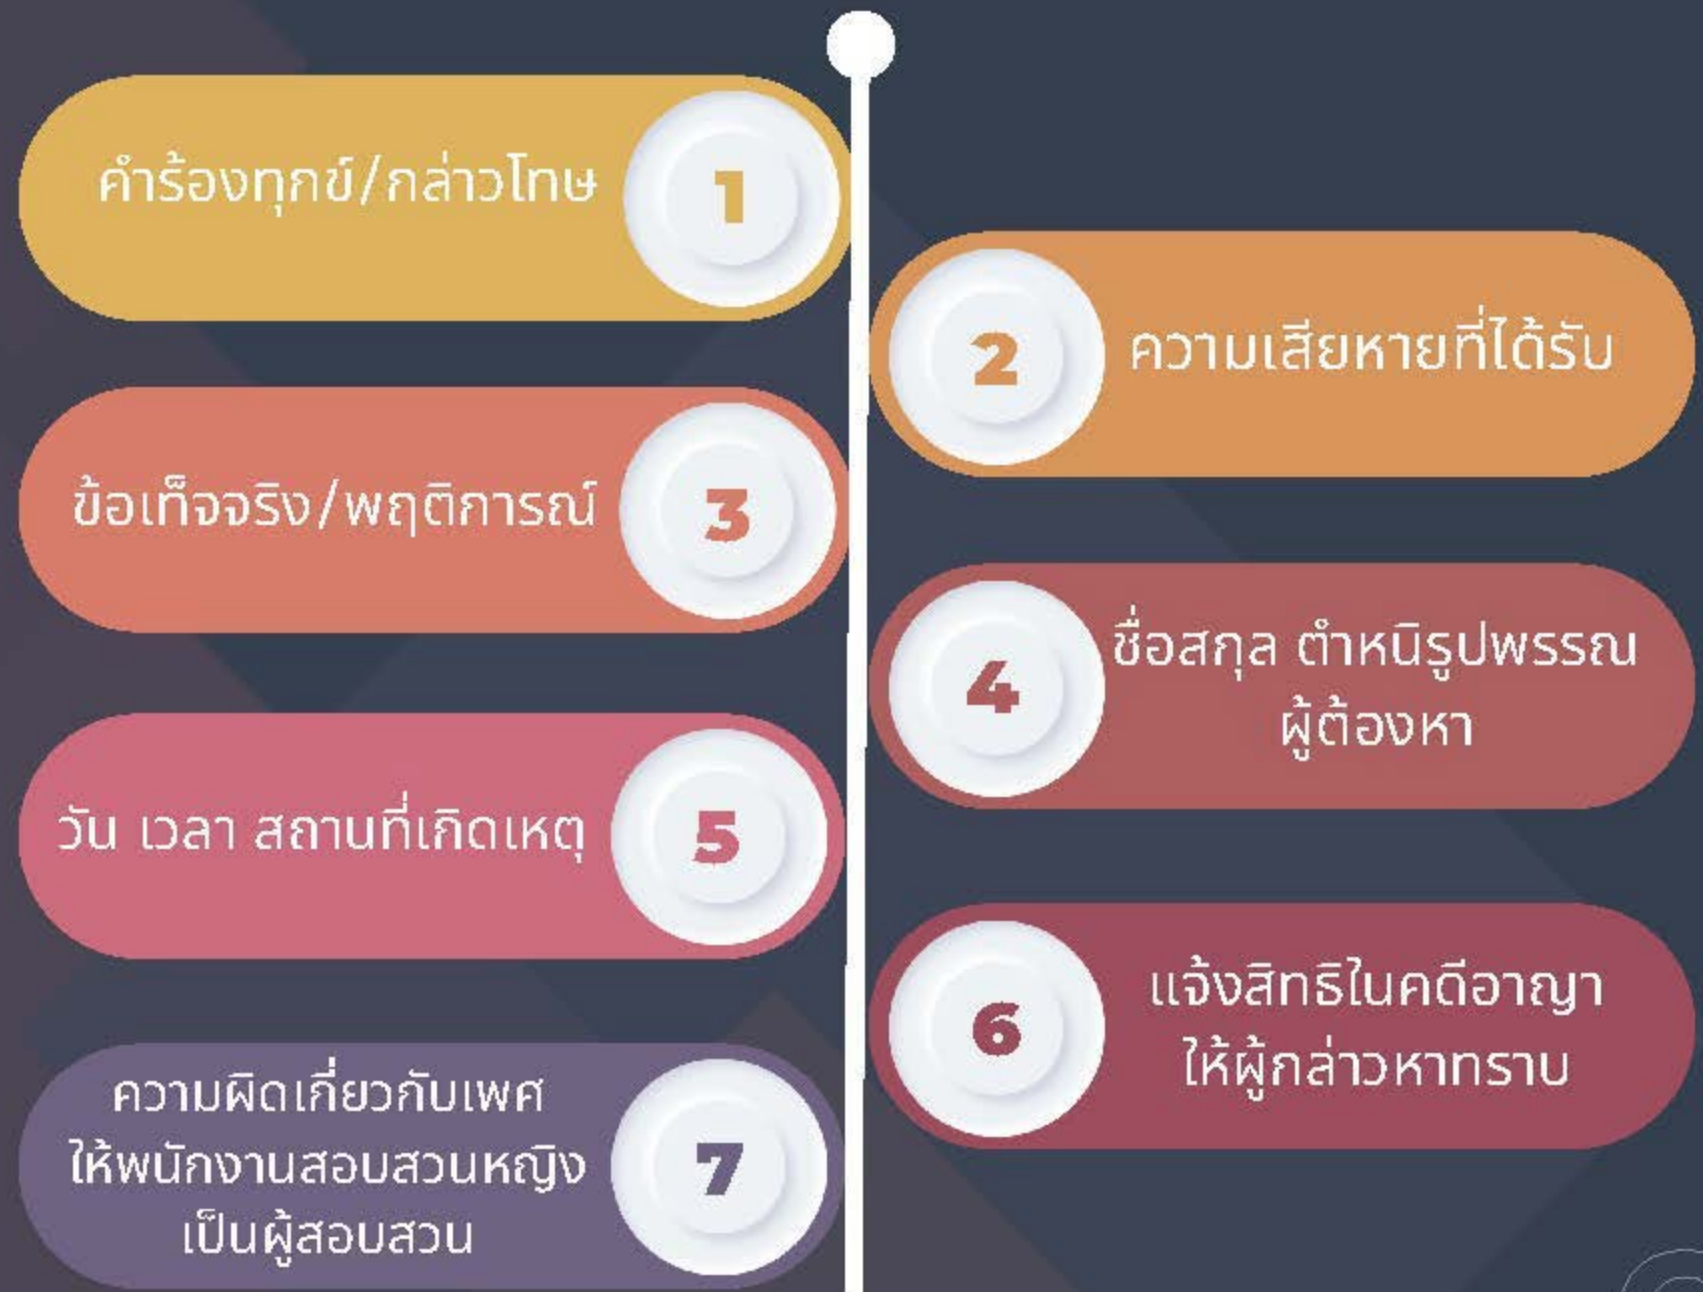 คำร้องทุกข์/กล่าวโทษ
1
2
ความเสียหายที่ได้รับ
ข้อเท็จจริง/พฤติการณ์
3
4
ชื่อสกุล ตำหนิรูปพรรณ
ผู้ต้องหา
วัน เวลา สถานที่เกิดเหตุ
5
6
แจ้งสิทธิในคดีอาญา
ให้ผู้กล่าวหาทราบ
ความผิดเกี่ยวกับเพศ
ให้พนักงานสอบสวนหญิง
เป็นผู้สอบสวน
7